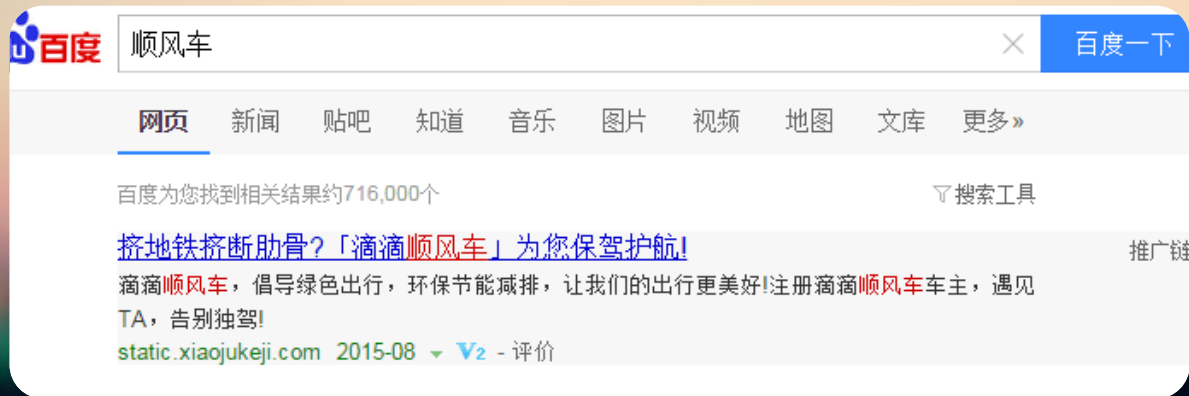 百度 顺风车 百度一下
网页 新闻 贴吧 知道 音乐 图片 视频 地图 文库 更多»
百度为您找到相关结果约716,000个 搜索工具
挤地铁挤断肋骨?「滴滴顺风车」为您保驾护航! 推广链
滴滴顺风车，倡导绿色出行，环保节能减排，让我们的出行更美好!注册滴滴顺风车车主，遇见
TA，告别独驾!
static.xiaojukeji.com 2015-08 V2 - 评价